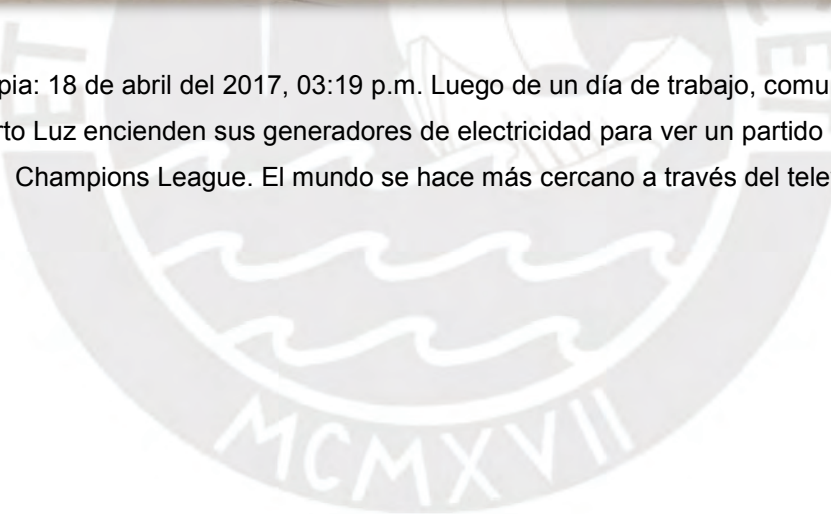 pia: 18 de abril del 2017, 03:19 p.m. Luego de un día de trabajo, comu
rto Luz encienden sus generadores de electricidad para ver un partido
Champions League. El mundo se hace más cercano a través del tele
ET
MCMXVII